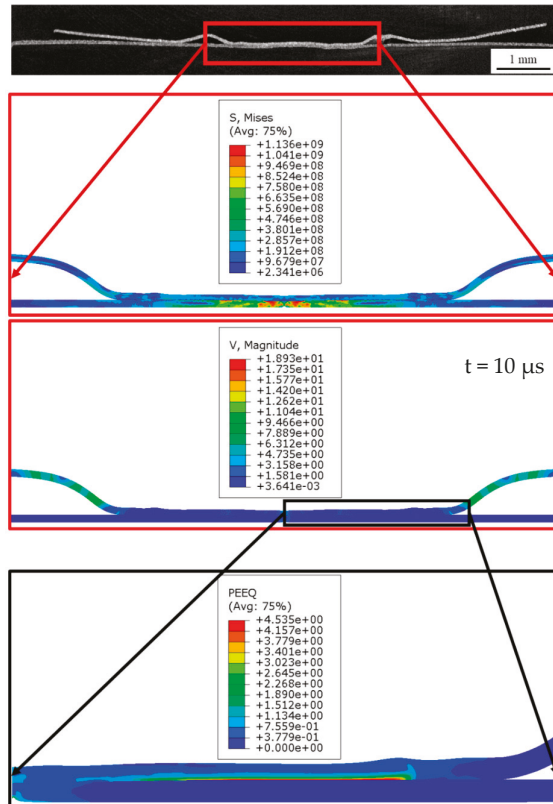 1 mm
S, Mises
(Avg: 75%)
+1.136e+09
+1.041e+09
+9.469e+08
+8.524e+08
+7.580e+08
+6.635e+08
+5.690e+08
+4.746e+08
+3.801e+08
+2.857e+08
+1.912e+08
+9.679e+07
+2.341e+06
V, Magnitude
+1.893e+01
+1.735e+01
+1.577e+01
+1.420e+01
+1.262e+01
+1.104e+01
+9.466e+00
+7.889e+00
+6.312e+00
+4.735e+00
+3.158e+00
+1.581e+00
+3.641e-03
t = 10 µs
PEEQ
(Avg: 75%)
+4.535e+00
+4.157e+00
+3.779e+00
+3.401e+00
+3.023e+00
+2.645e+00
+2.268e+00
+1.890e+00
+1.512e+00
+1.134e+00
+7.559e-01
+3.779e-01
+0.000e+00